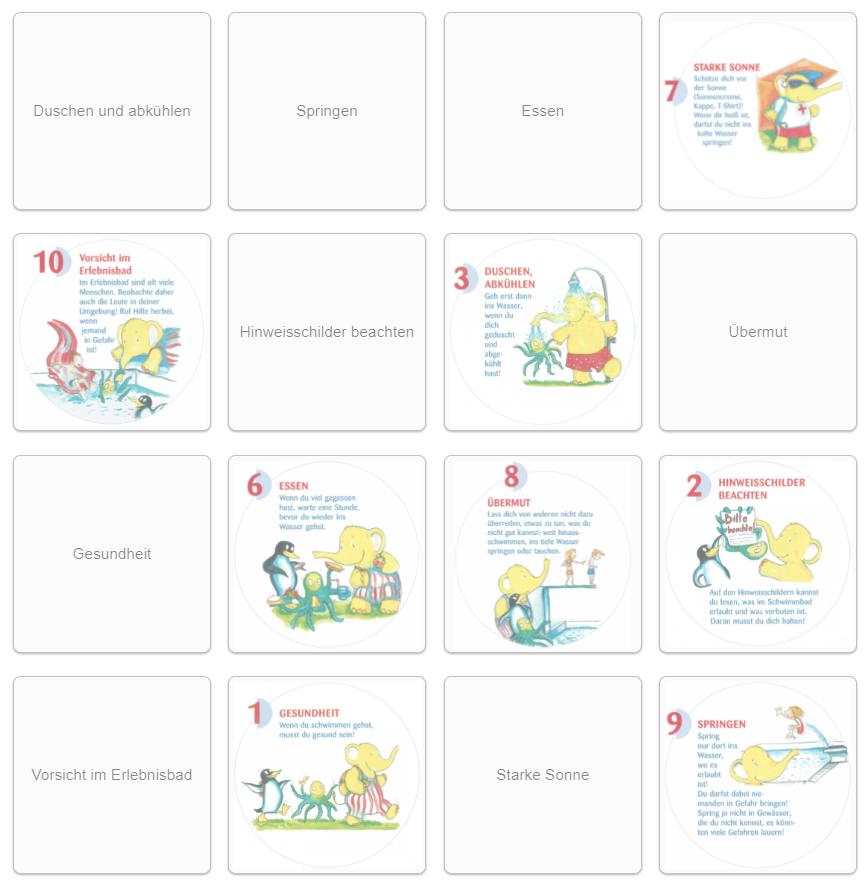 Duschen und abkühlen
Springen
Essen
7
STARKE SONNE
Schütze dich vor
der Sonne
(Sonnencreme,
Kappe, T-Shirt)!
Wenn dir heiß ist,
darfst du nicht ins
kalte Wasser
springen!
10
Vorsicht im
Erlebnisbad
Im Erlebnisbad sind oft viele
Menschen. Beobachte daher
auch die Leute in deiner
Umgebung! Ruf Hilfe herbei,
wenn
jemand
in Gefahr
ist!
Hinweisschilder beachten
3
DUSCHEN,
ABKÜHLEN
Geh erst dann
ins Wasser,
wenn du
dich
geduscht
und
abge-
kühlt
hast!
Übermut
Gesundheit
6
ESSEN
Wenn du viel gegessen
hast, warte eine Stunde,
bevor du wieder ins
Wasser gehst.
8
ÜBERMUT
Lass dich von anderen nicht dazu
überreden, etwas zu tun, was du
nicht gut kannst: weit hinaus-
schwimmen, ins tiefe Wasser
springen oder tauchen.
2
HINWEISSCHILDER
BEACHTEN
Bitte
beachte!
Auf den Hinweisschildern kannst
du lesen, was im Schwimmbad
erlaubt und was verboten ist.
Daran musst du dich halten!
Vorsicht im Erlebnisbad
1
GESUNDHEIT
Wenn du schwimmen gehst,
musst du gesund sein!
Starke Sonne
9
SPRINGEN
Spring
nur dort ins
Wasser,
wo es
erlaubt
ist!
Du darfst dabei nie-
manden in Gefahr bringen!
Spring ja nicht in Gewässer,
die du nicht kennst, es könn-
ten viele Gefahren lauern!